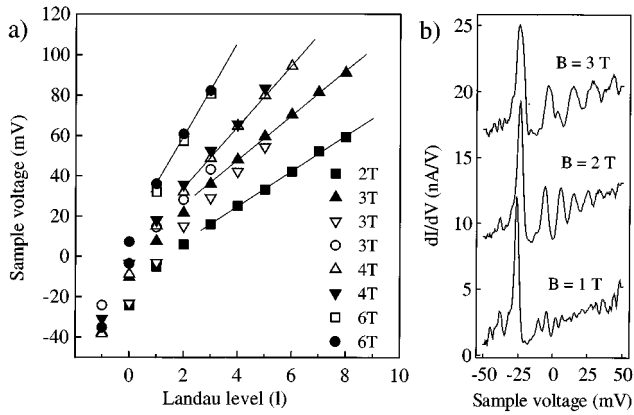 a)
Sample voltage (mV)
100
80
60
40
20
0
-20
-40
0 2 4 6 8 10
Landau level (l)
2T
3T
3T
3T
4T
4T
6T
6T
b)
dI/dV (nA/V)
25
20
15
10
5
0
B = 3 T
B = 2 T
B = 1 T
-50 -25 0 25 50
Sample voltage (mV)